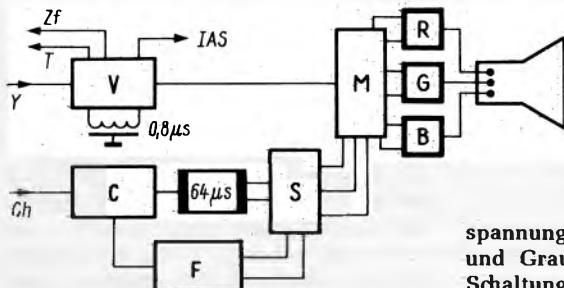 Zf
T
IAS
Y
V
0,8µs
M
R
G
B
Ch
C
64µs
S
F
spannung
und Grau
Schaltung